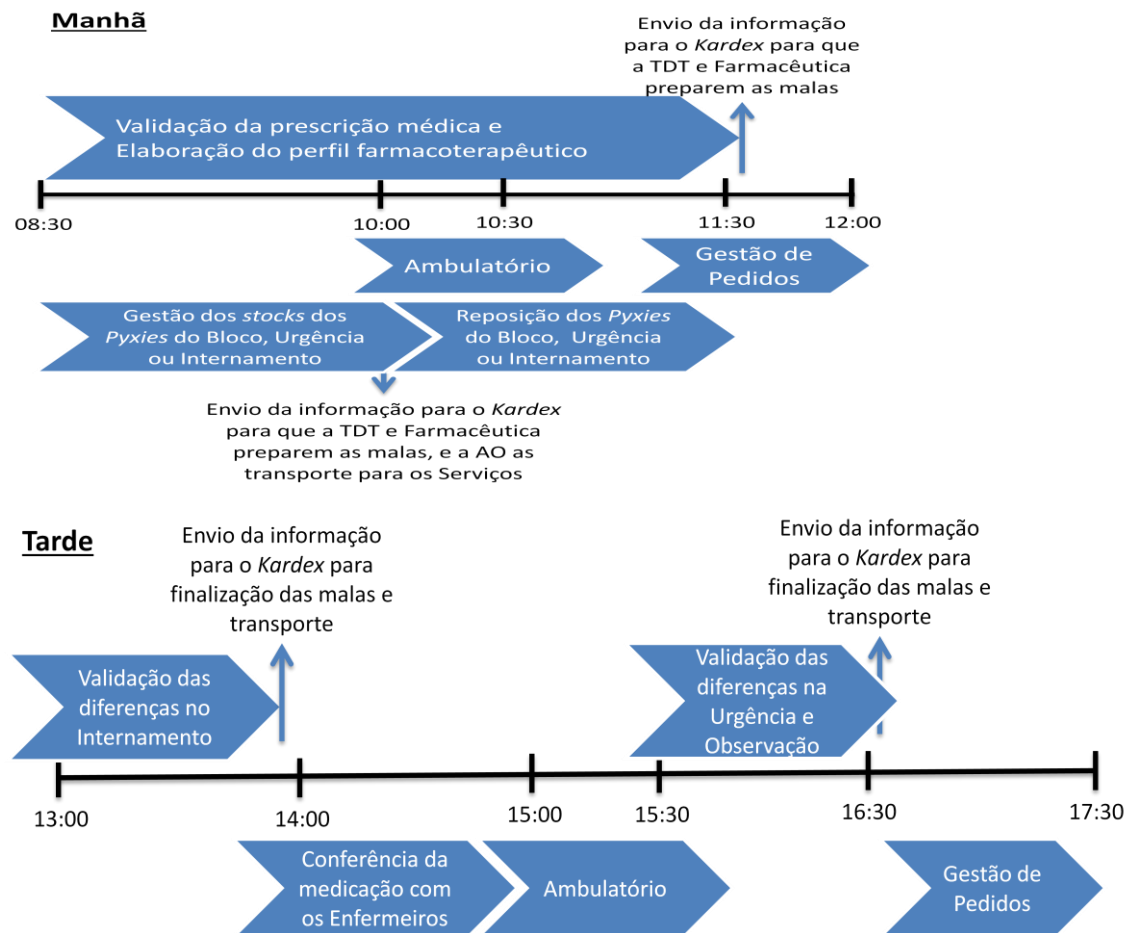 Manhã
Envio da informação
para o Kardex para que
a TDT e Farmacêutica
preparem as malas
Validação da prescrição médica e
Elaboração do perfil farmacoterapêutico
08:30
10:00
10:30
11:30
12:00
Ambulatório
Gestão de
Pedidos
Gestão dos stocks dos
Pyxies do Bloco, Urgência
ou Internamento
Reposição dos Pyxies
do Bloco, Urgência
ou Internamento
Envio da informação para o Kardex
para que a TDT e Farmacêutica
preparem as malas, e a AO as
transporte para os Serviços
Tarde
Envio da informação
para o Kardex para
finalização das malas e
transporte
Envio da informação
para o Kardex para
finalização das malas e
transporte
Validação das
diferenças no
Internamento
Validação das
diferenças na
Urgência e
Observação
13:00
14:00
15:00
15:30
16:30
17:30
Conferência da
medicação com
os Enfermeiros
Ambulatório
Gestão de
Pedidos